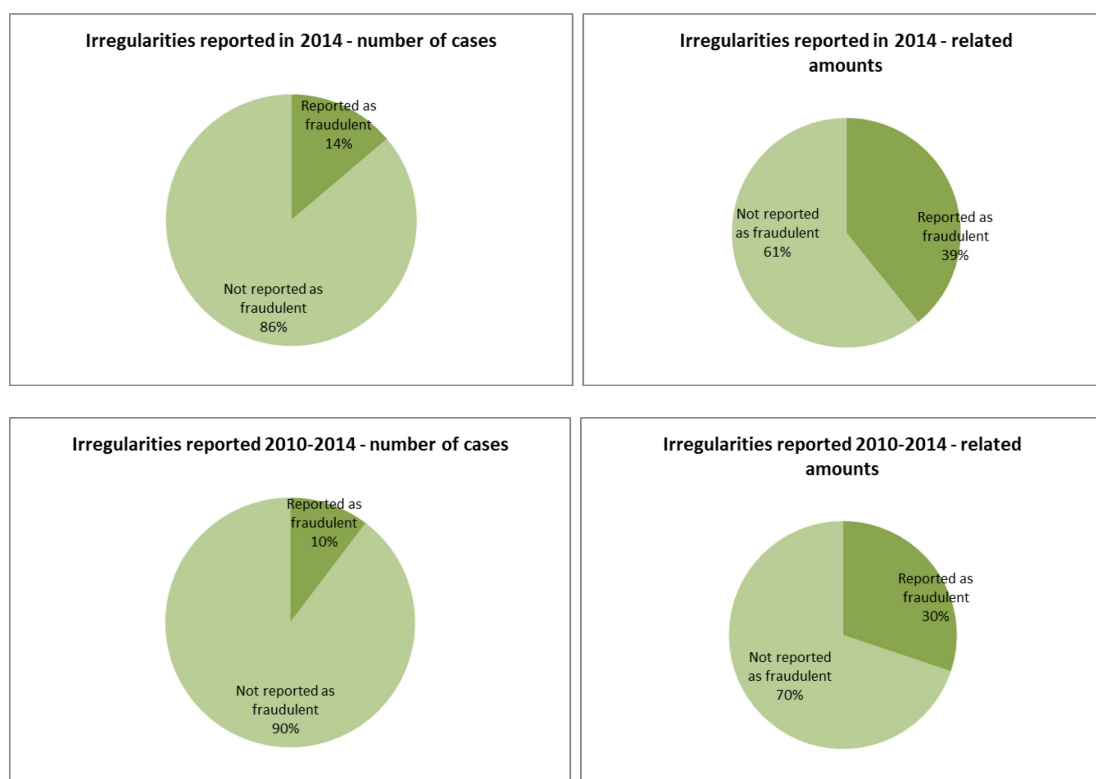 Irregularities reported in 2014 - number of cases
Reported as
fraudulent
14%
Not reported as
fraudulent
86%
Irregularities reported in 2014 - related
amounts
Not reported
as fraudulent
61%
Reported as
fraudulent
39%
Irregularities reported 2010-2014 - number of cases
Reported as
fraudulent
10%
Not reported as
fraudulent
90%
Irregularities reported 2010-2014 - related
amounts
Reported as
fraudulent
30%
Not reported
as fraudulent
70%